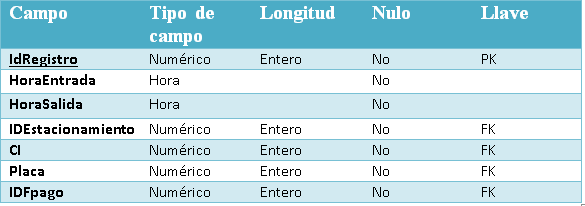 Campo Tipo de campo Longitud Nulo Llave
IdRegistro Numérico Entero No PK
HoraEntrada Hora No
HoraSalida Hora No
IDEstacionamiento Numérico Entero No FK
CI Numérico Entero No FK
Placa Numérico Entero No FK
IDFpago Numérico Entero No FK